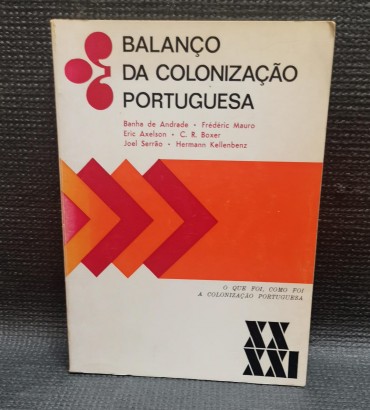 BALANÇO
DA COLONIZAÇÃO
PORTUGUESA
Banha de Andrade • Frédéric Mauro
Eric Axelson • C. R. Boxer
Joel Serrão • Hermann Kellenbenz
O QUE FOI, COMO FOI
A COLONIZAÇÃO PORTUGUESA
XX
XXI